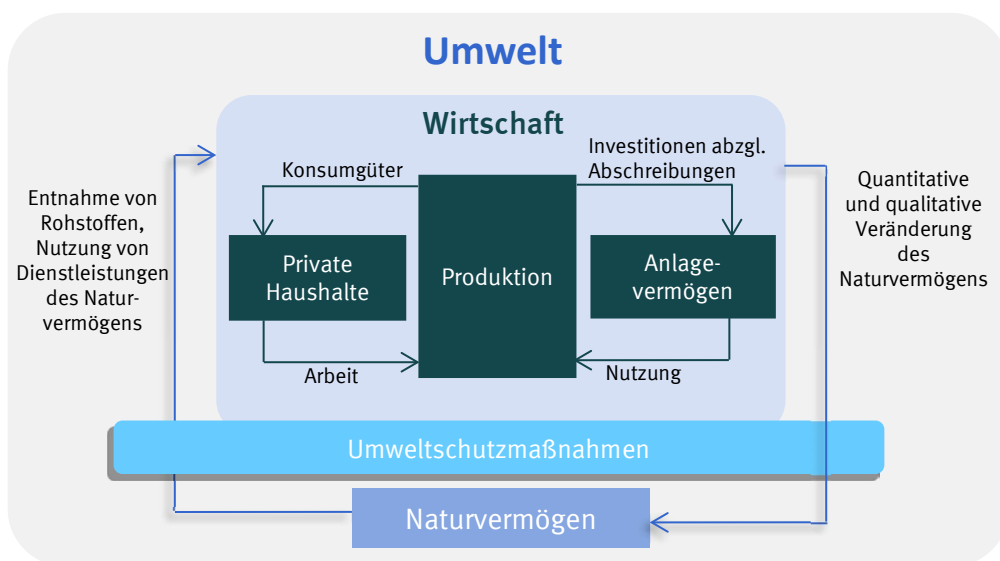 Umwelt
Wirtschaft
Konsumgüter
Investitionen abzgl.
Abschreibungen
Entnahme von
Rohstoffen,
Nutzung von
Dienstleistungen
des Natur-
vermögens
Private
Haushalte
Produktion
Anlage-
vermögen
Quantitative
und qualitative
Veränderung
des
Naturvermögens
Arbeit
Nutzung
Umweltschutzmaßnahmen
Naturvermögen